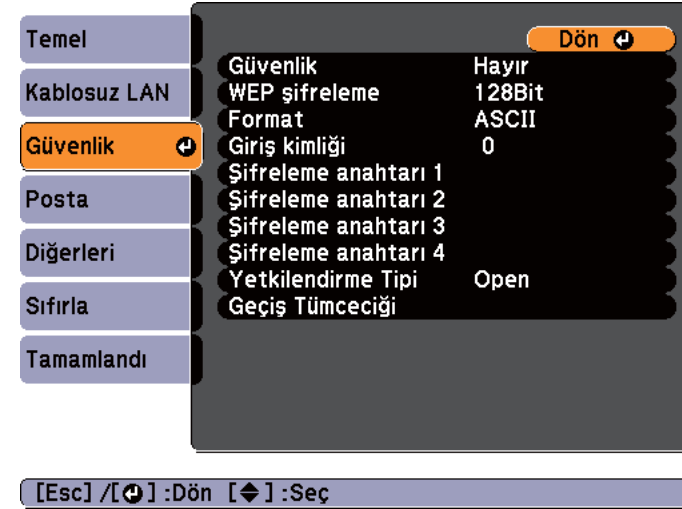 Temel
Kablosuz LAN
Güvenlik
Posta
Diğerleri
Sıfırla
Tamamlandı
Dön
Güvenlik Hayır
WEP şifreleme 128Bit
Format ASCII
Giriş kimliği 0
Şifreleme anahtarı 1
Şifreleme anahtarı 2
Şifreleme anahtarı 3
Şifreleme anahtarı 4
Yetkilendirme Tipi Open
Geçiş Tümceciği
[Esc] /[⏎] :Dön [◆] :Seç